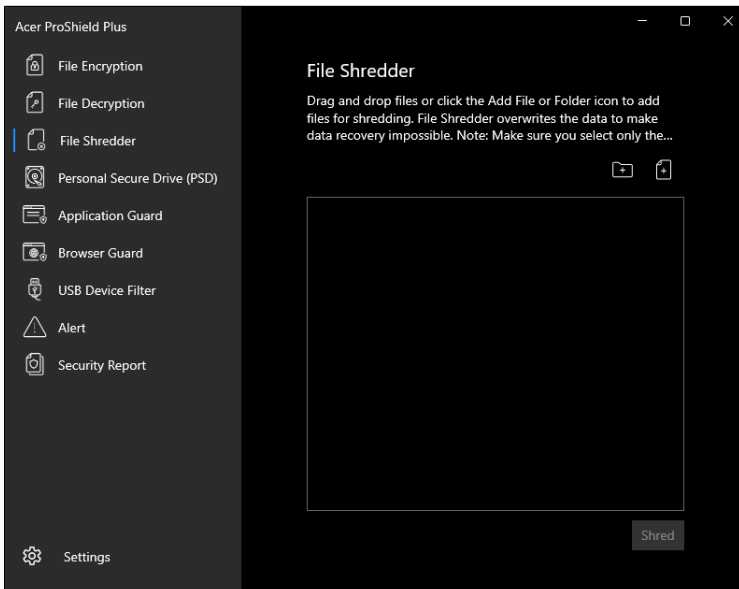 Acer ProShield Plus
File Encryption
File Decryption
File Shredder
Personal Secure Drive (PSD)
Application Guard
Browser Guard
USB Device Filter
Alert
Security Report
Settings
File Shredder
Drag and drop files or click the Add File or Folder icon to add
files for shredding. File Shredder overwrites the data to make
data recovery impossible. Note: Make sure you select only the...
Shred